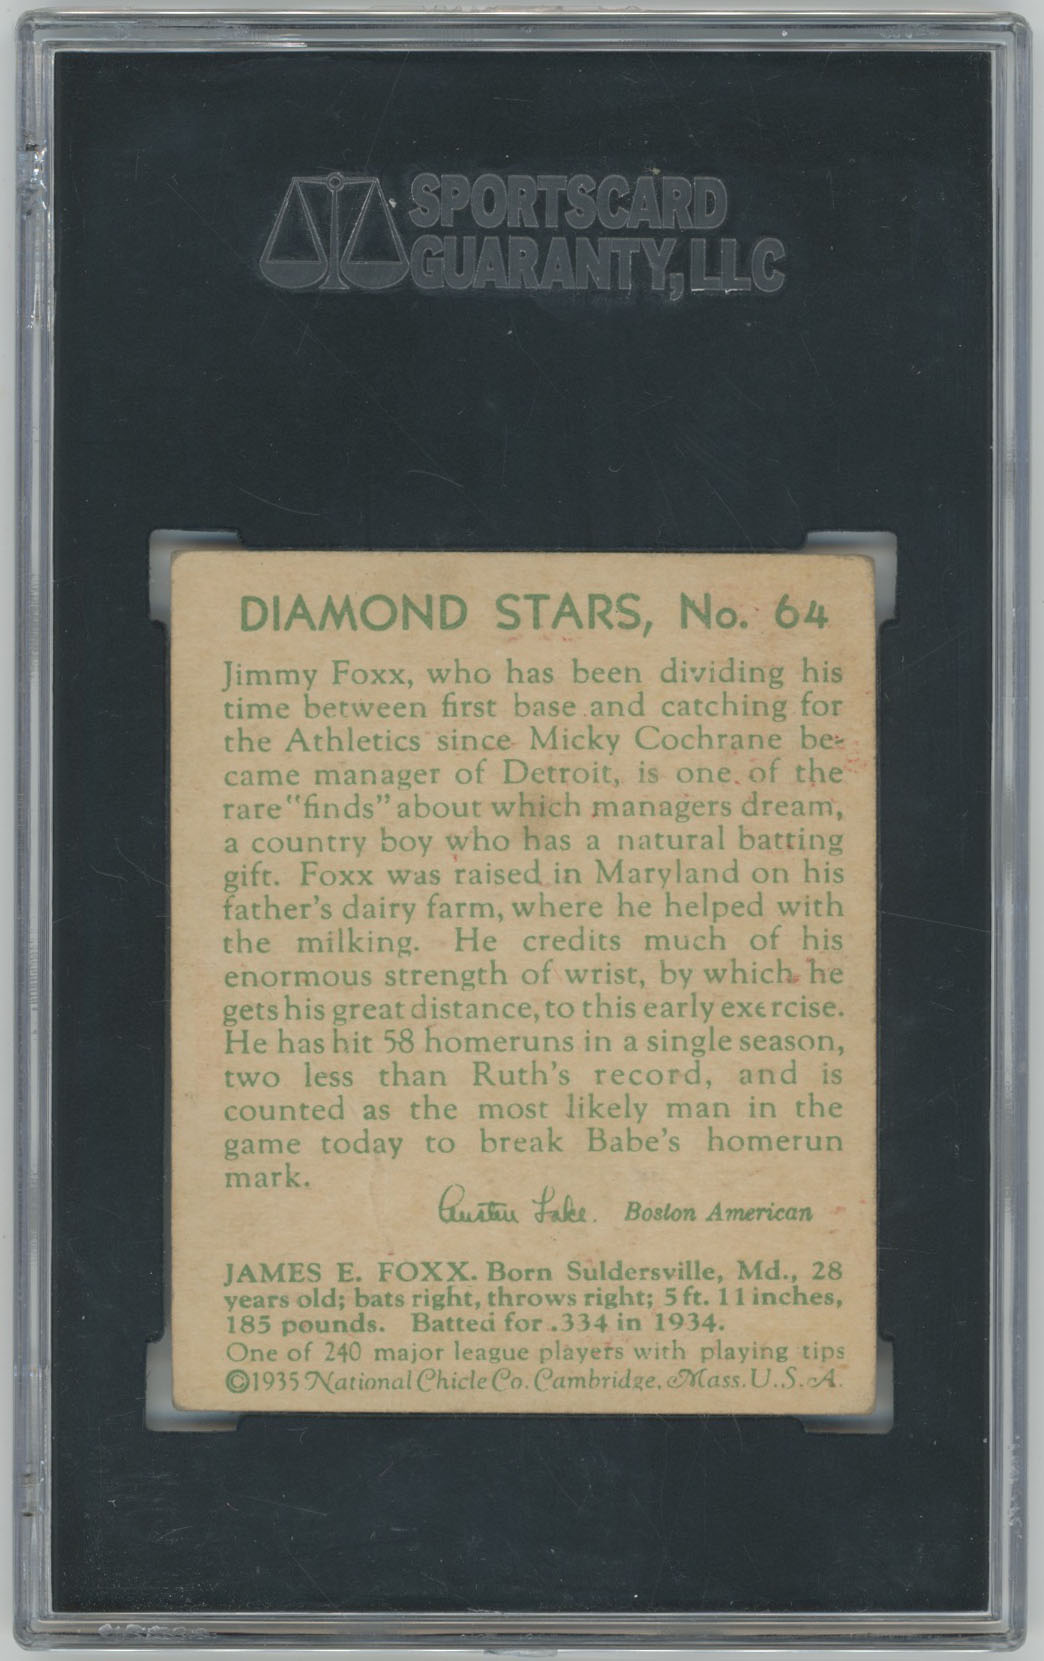 SPORTSCARD
GUARANTY, LLC
DIAMOND STARS, No. 64
Jimmy Foxx, who has been dividing his
time between first base and catching for
the Athletics since Micky Cochrane be-
came manager of Detroit, is one of the
rare "finds" about which managers dream,
a country boy who has a natural batting
gift. Foxx was raised in Maryland on his
father's dairy farm, where he helped with
the milking. He credits much of his
enormous strength of wrist, by which he
gets his great distance, to this early exercise.
He has hit 58 homeruns in a single season,
two less than Ruth's record, and is
counted as the most likely man in the
game today to break Babe's homerun
mark.
Austen Lake. Boston American
JAMES E. FOXX. Born Suldersville, Md., 28
years old; bats right, throws right; 5 ft. 11 inches,
185 pounds. Batted for .334 in 1934.
One of 240 major league players with playing tips
©1935 National Chicle Co. Cambridge, Mass. U.S.A.